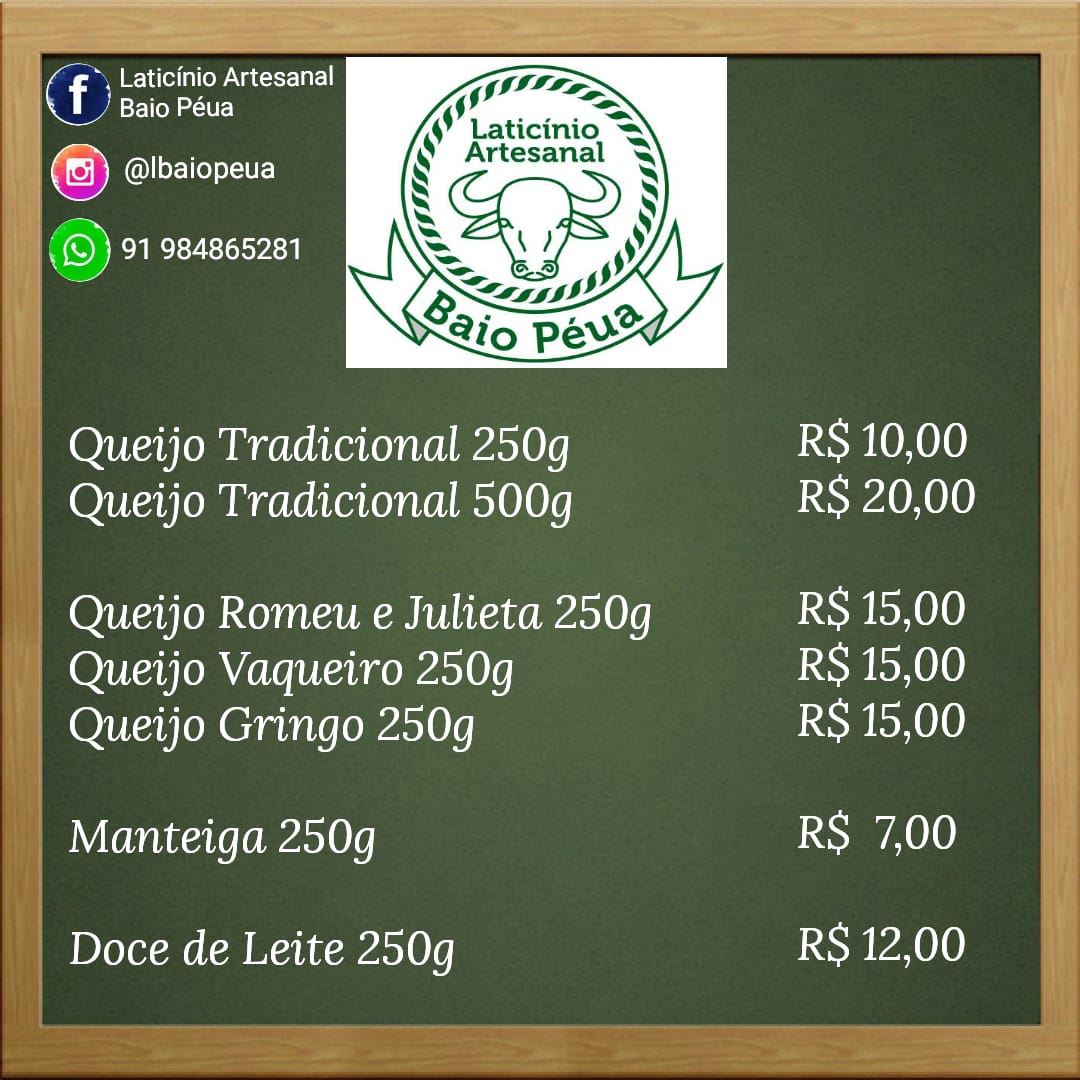 Laticínio Artesanal
Baio Péua
@lbaiopeua
91 984865281
Laticínio
Artesanal
Baio Péua
Queijo Tradicional 250g R$ 10,00
Queijo Tradicional 500g R$ 20,00
Queijo Romeu e Julieta 250g R$ 15,00
Queijo Vaqueiro 250g R$ 15,00
Queijo Gringo 250g R$ 15,00
Manteiga 250g R$ 7,00
Doce de Leite 250g R$ 12,00